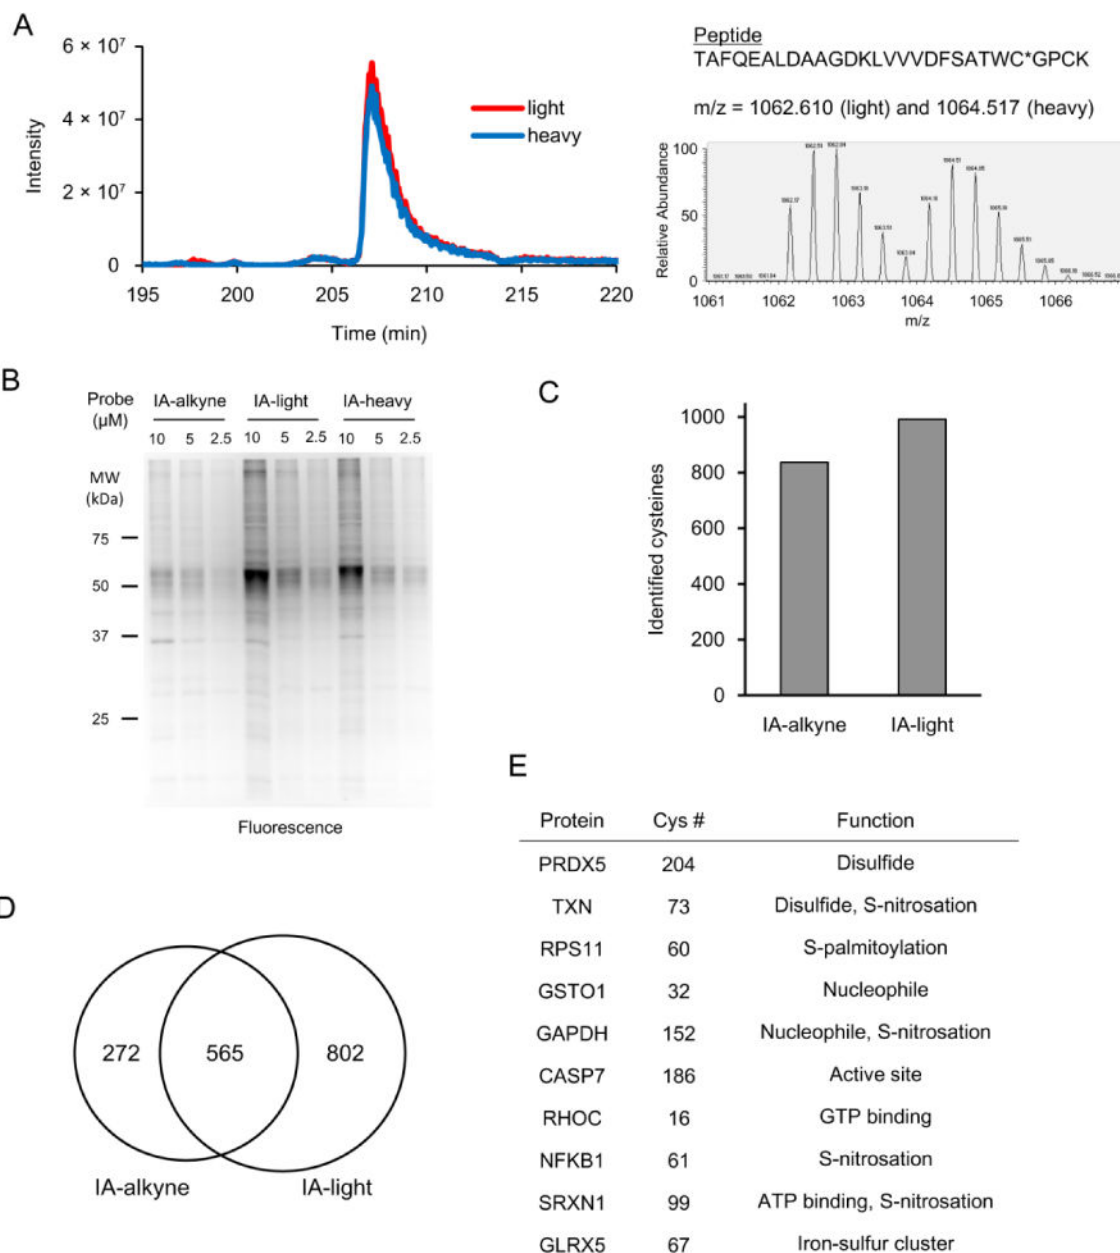 A
6 × 10⁷
4 × 10⁷
2 × 10⁷
0
Intensity
195 200 205 210 215 220
Time (min)
light
heavy
Peptide
TAFQEALDAAGDKLVVVDFSATWC*GPCK
m/z = 1062.610 (light) and 1064.517 (heavy)
100
50
0
Relative Abundance
1061 1062 1063 1064 1065 1066
m/z
B
Probe
(µM)
IA-alkyne IA-light IA-heavy
10 5 2.5 10 5 2.5 10 5 2.5
MW
(kDa)
75
50
37
25
Fluorescence
C
1000
800
600
400
200
0
Identified cysteines
IA-alkyne IA-light
D
272 565 802
IA-alkyne IA-light
E
Protein Cys # Function
PRDX5 204 Disulfide
TXN 73 Disulfide, S-nitrosation
RPS11 60 S-palmitoylation
GSTO1 32 Nucleophile
GAPDH 152 Nucleophile, S-nitrosation
CASP7 186 Active site
RHOC 16 GTP binding
NFKB1 61 S-nitrosation
SRXN1 99 ATP binding, S-nitrosation
GLRX5 67 Iron-sulfur cluster